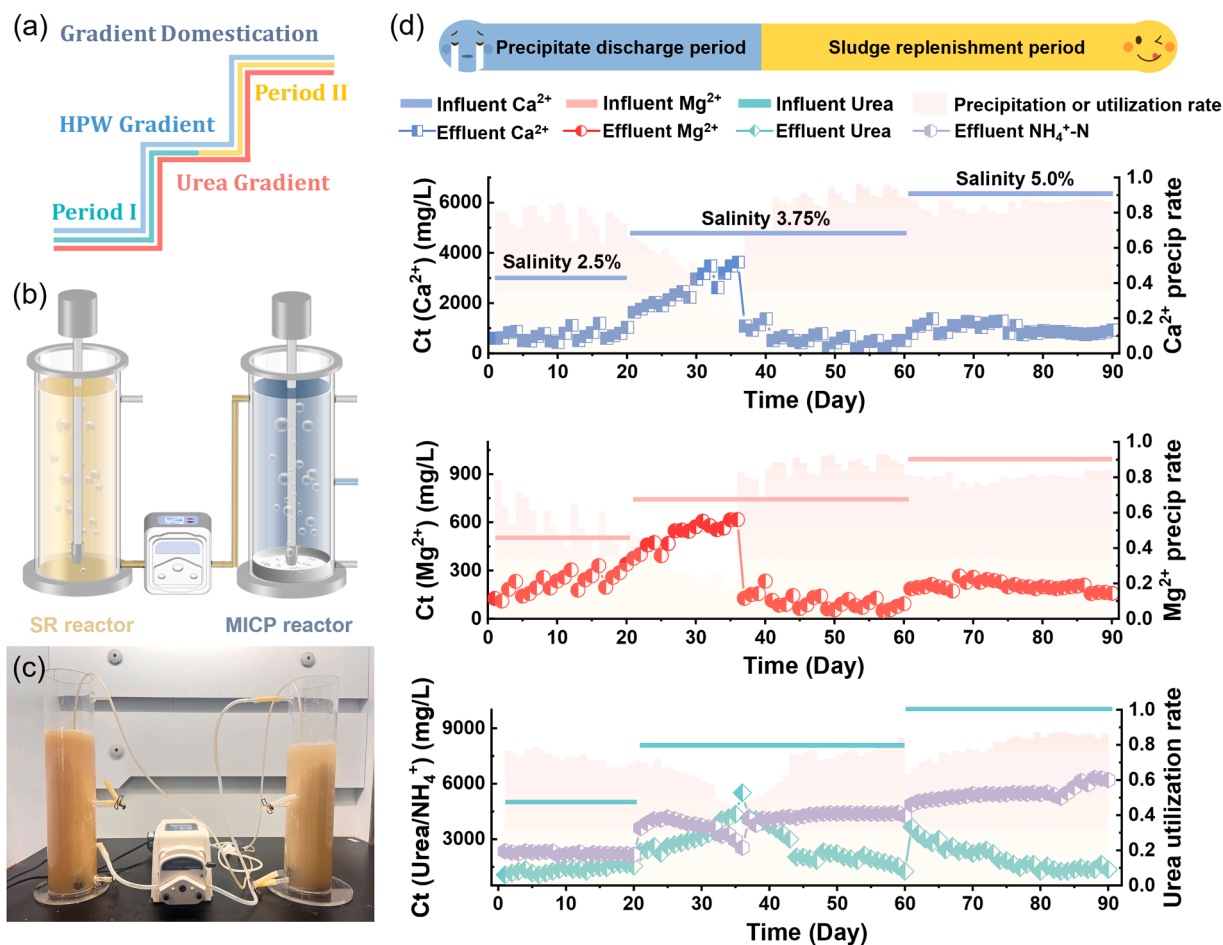 (a)
Gradient Domestication
Period II
HPW Gradient
Urea Gradient
Period I
(b)
SR reactor
MICP reactor
(c)
(d)
Precipitate discharge period
Sludge replenishment period
Influent Ca²⁺
Influent Mg²⁺
Influent Urea
Precipitation or utilization rate
Effluent Ca²⁺
Effluent Mg²⁺
Effluent Urea
Effluent NH₄⁺-N
Ct (Ca²⁺) (mg/L)
6000
4000
2000
0
Salinity 2.5%
Salinity 3.75%
Salinity 5.0%
1.0
0.8
0.6
0.4
0.2
0.0
Ca²⁺ precip rate
0 10 20 30 40 50 60 70 80 90
Time (Day)
Ct (Mg²⁺) (mg/L)
900
600
300
0
1.0
0.8
0.6
0.4
0.2
0.0
Mg²⁺ precip rate
0 10 20 30 40 50 60 70 80 90
Time (Day)
Ct (Urea/NH₄⁺) (mg/L)
9000
6000
3000
1.0
0.8
0.6
0.4
0.2
0.0
Urea utilization rate
0 10 20 30 40 50 60 70 80 90
Time (Day)